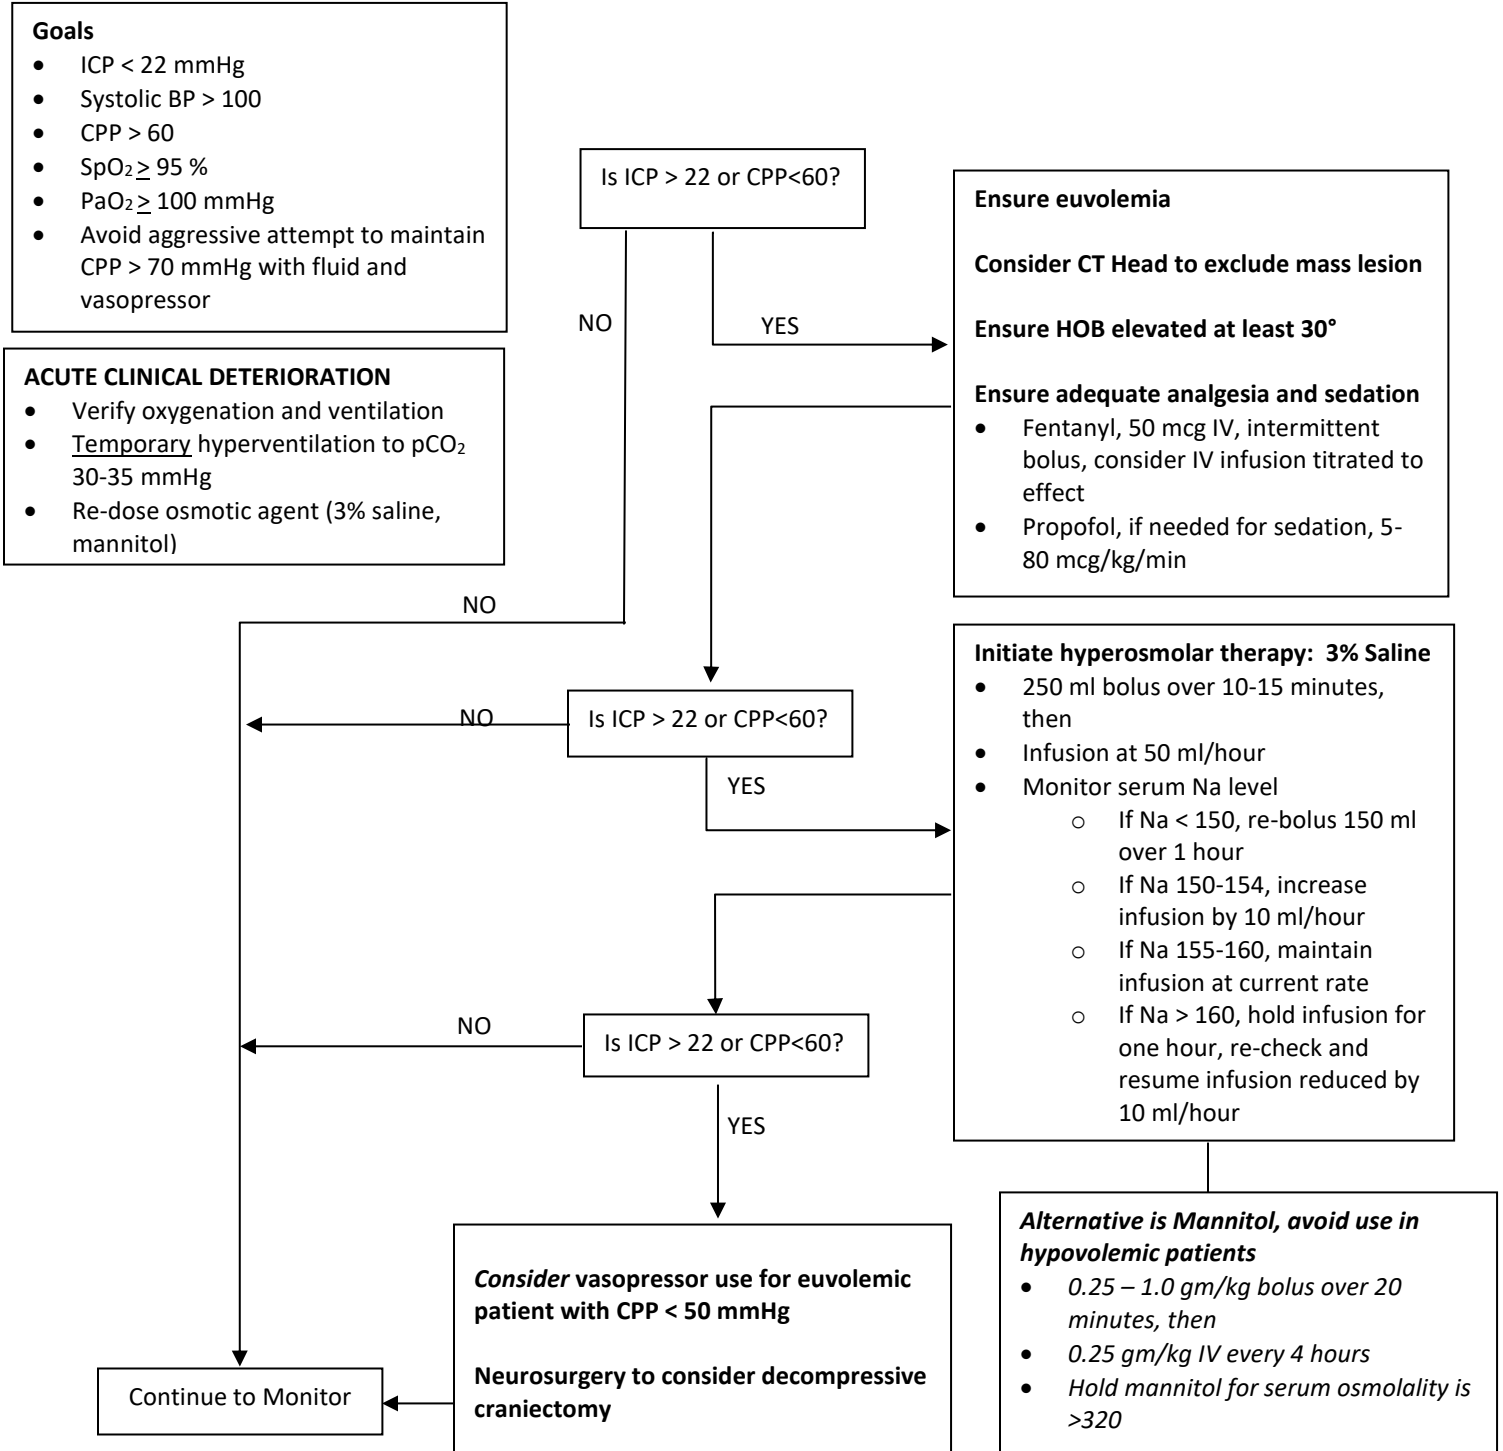 Goals
• ICP < 22 mmHg
• Systolic BP > 100
• CPP > 60
• SpO₂ ≥ 95 %
• PaO₂ ≥ 100 mmHg
• Avoid aggressive attempt to maintain
CPP > 70 mmHg with fluid and
vasopressor
ACUTE CLINICAL DETERIORATION
• Verify oxygenation and ventilation
• Temporary hyperventilation to pCO₂
30-35 mmHg
• Re-dose osmotic agent (3% saline,
mannitol)
Is ICP > 22 or CPP<60?
NO
YES
Ensure euvolemia
Consider CT Head to exclude mass lesion
Ensure HOB elevated at least 30°
Ensure adequate analgesia and sedation
• Fentanyl, 50 mcg IV, intermittent
bolus, consider IV infusion titrated to
effect
• Propofol, if needed for sedation, 5-
80 mcg/kg/min
NO
Is ICP > 22 or CPP<60?
NO
YES
Initiate hyperosmolar therapy: 3% Saline
• 250 ml bolus over 10-15 minutes,
then
• Infusion at 50 ml/hour
• Monitor serum Na level
o If Na < 150, re-bolus 150 ml
over 1 hour
o If Na 150-154, increase
infusion by 10 ml/hour
o If Na 155-160, maintain
infusion at current rate
o If Na > 160, hold infusion for
one hour, re-check and
resume infusion reduced by
10 ml/hour
Is ICP > 22 or CPP<60?
NO
YES
Alternative is Mannitol, avoid use in
hypovolemic patients
• 0.25 – 1.0 gm/kg bolus over 20
minutes, then
• 0.25 gm/kg IV every 4 hours
• Hold mannitol for serum osmolality is
>320
Consider vasopressor use for euvolemic
patient with CPP < 50 mmHg
Neurosurgery to consider decompressive
craniectomy
Continue to Monitor